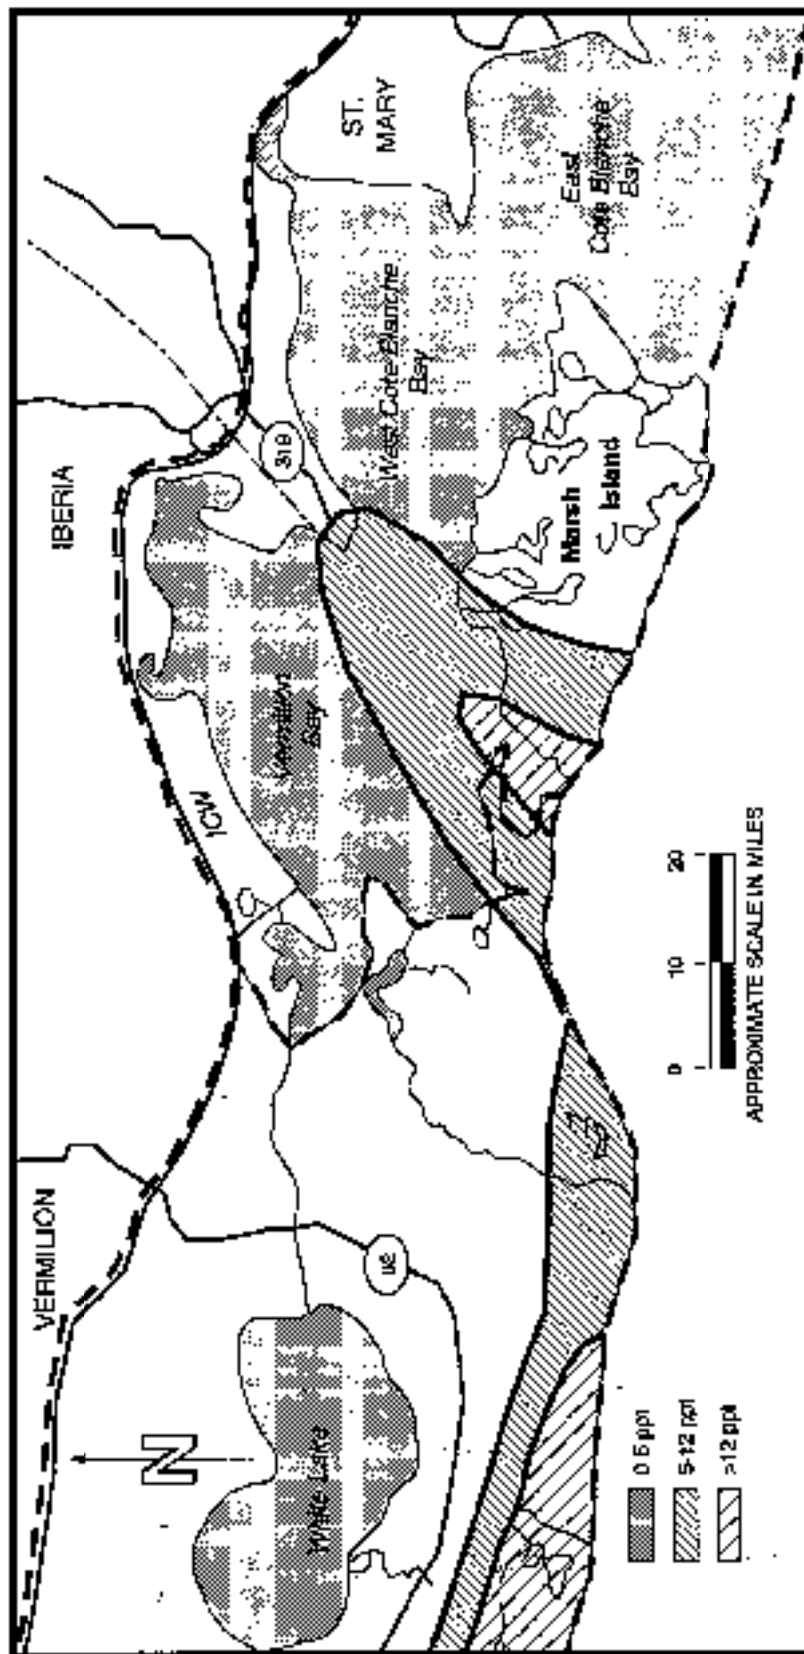 VERMILION
IBERIA
ST.
MARY
N
White Lake
82
ICW
Vermilion
Bay
319
West Cote Blanche
Bay
East
Cote Blanche
Bay
Marsh
Island
0-5 ppt
5-12 ppt
>12 ppt
0 10 20
APPROXIMATE SCALE IN MILES